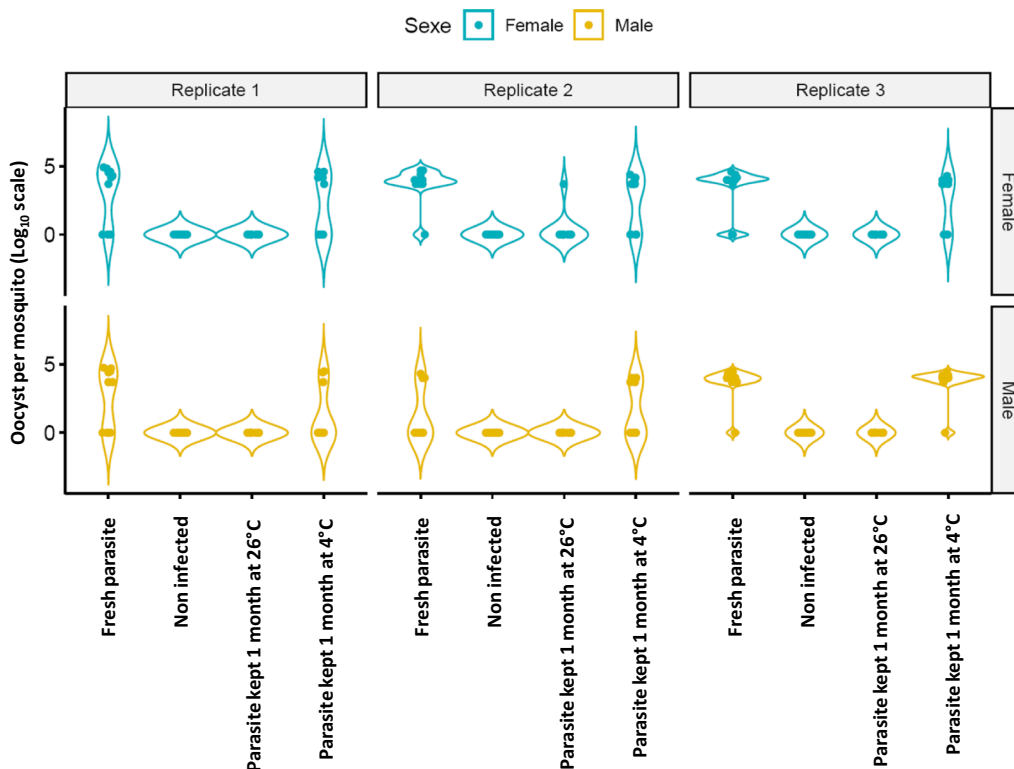 Sexe Female Male
Replicate 1 Replicate 2 Replicate 3
Oocyst per mosquito (Log10 scale)
5
0
Female
5
0
Male
Fresh parasite
Non infected
Parasite kept 1 month at 26°C
Parasite kept 1 month at 4°C
Fresh parasite
Non infected
Parasite kept 1 month at 26°C
Parasite kept 1 month at 4°C
Fresh parasite
Non infected
Parasite kept 1 month at 26°C
Parasite kept 1 month at 4°C